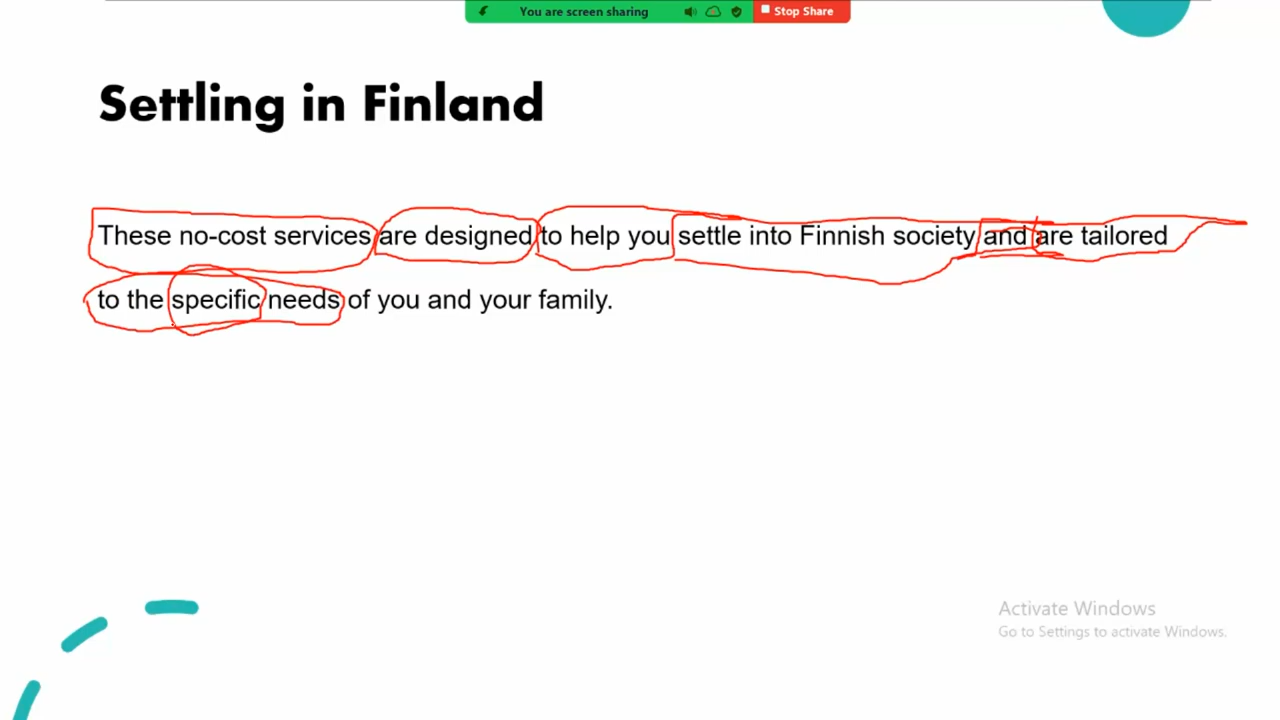 You are screen sharing Stop Share
Settling in Finland
These no-cost services are designed to help you settle into Finnish society and are tailored
to the specific needs of you and your family.
Activate Windows
Go to Settings to activate Windows.